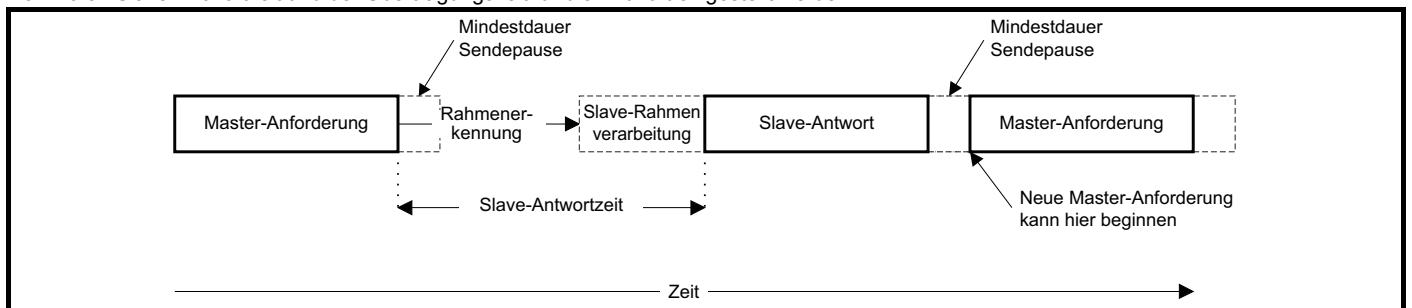 Mindestdauer
Sendepause
Mindestdauer
Sendepause
Master-Anforderung
Rahmener-
kennung
Slave-Rahmen
verarbeitung
Slave-Antwort
Master-Anforderung
Slave-Antwortzeit
Neue Master-Anforderung
kann hier beginnen
Zeit